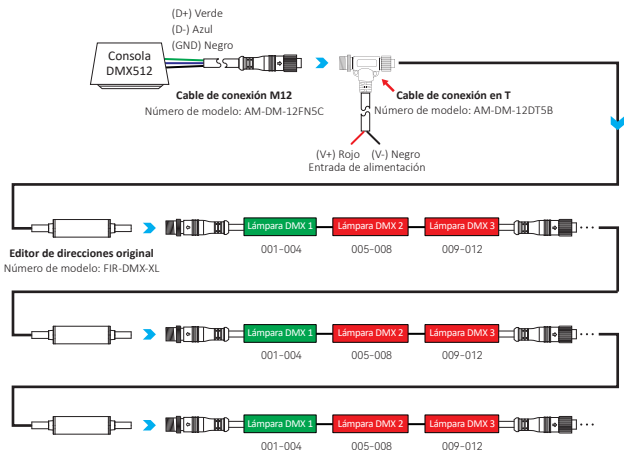 (D+) Verde
(D-) Azul
(GND) Negro
Consola
DMX512
Cable de conexión M12
Número de modelo: AM-DM-12FN5C
Cable de conexión en T
Número de modelo: AM-DM-12DT5B
(V+) Rojo (V-) Negro
Entrada de alimentación
Lámpara DMX 1 Lámpara DMX 2 Lámpara DMX 3
001-004 005-008 009-012
Editor de direcciones original
Número de modelo: FIR-DMX-XL
Lámpara DMX 1 Lámpara DMX 2 Lámpara DMX 3
001-004 005-008 009-012
Lámpara DMX 1 Lámpara DMX 2 Lámpara DMX 3
001-004 005-008 009-012